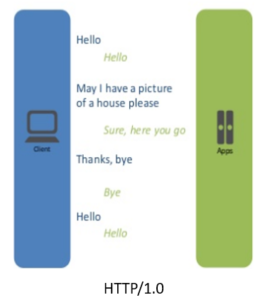 Hello
Hello
May I have a picture
of a house please
Sure, here you go
Client
Apps
Thanks, bye
Bye
Hello
Hello
HTTP/1.0